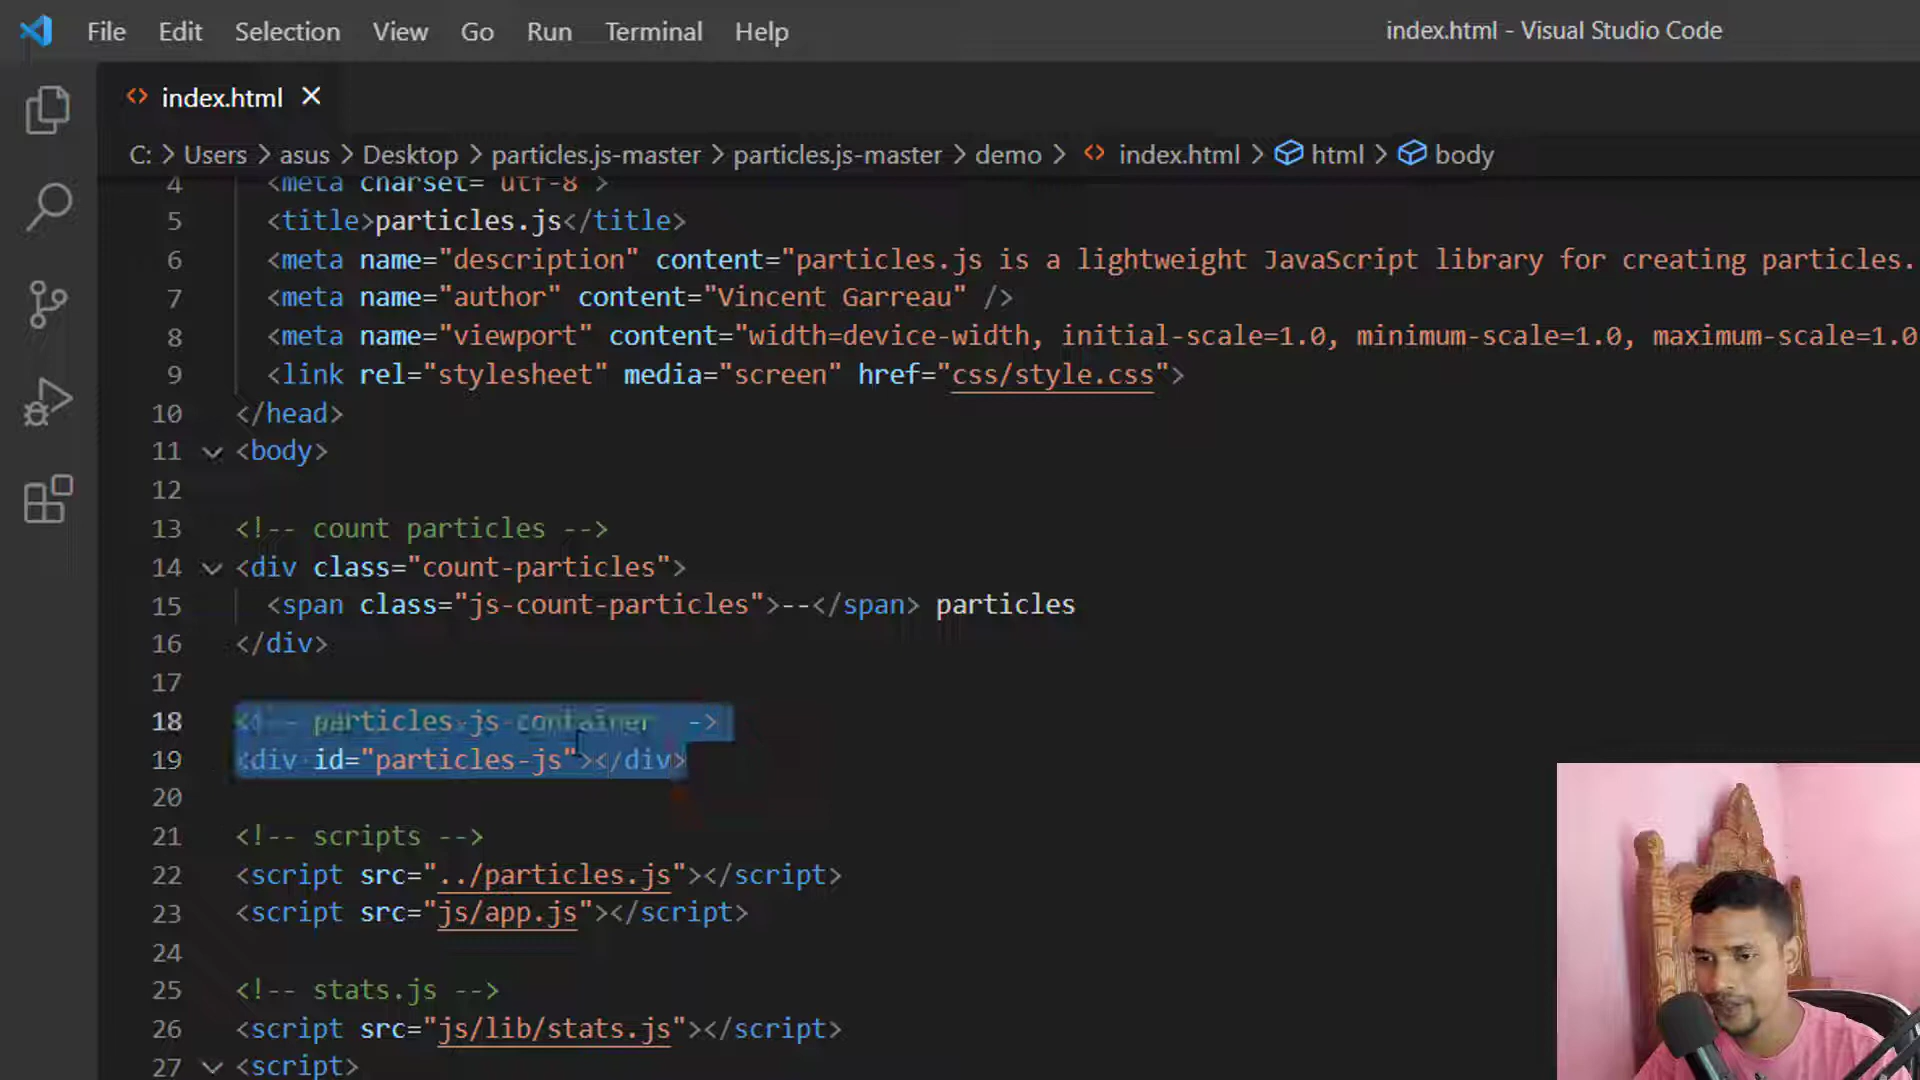 File Edit Selection View Go Run Terminal Help index.html - Visual Studio Code
index.html
C: > Users > asus > Desktop > particles.js-master > particles.js-master > demo > index.html > html > body
4 <meta charset="utf-8">
5 <title>particles.js</title>
6 <meta name="description" content="particles.js is a lightweight JavaScript library for creating particles.
7 <meta name="author" content="Vincent Garreau" />
8 <meta name="viewport" content="width=device-width, initial-scale=1.0, minimum-scale=1.0, maximum-scale=1.0
9 <link rel="stylesheet" media="screen" href="css/style.css">
10 </head>
11 <body>
12
13 <!-- count particles -->
14 <div class="count-particles">
15 <span class="js-count-particles">--</span> particles
16 </div>
17
18 <!-- particles.js container -->
19 <div id="particles-js"></div>
20
21 <!-- scripts -->
22 <script src="../particles.js"></script>
23 <script src="js/app.js"></script>
24
25 <!-- stats.js -->
26 <script src="js/lib/stats.js"></script>
27 <script>